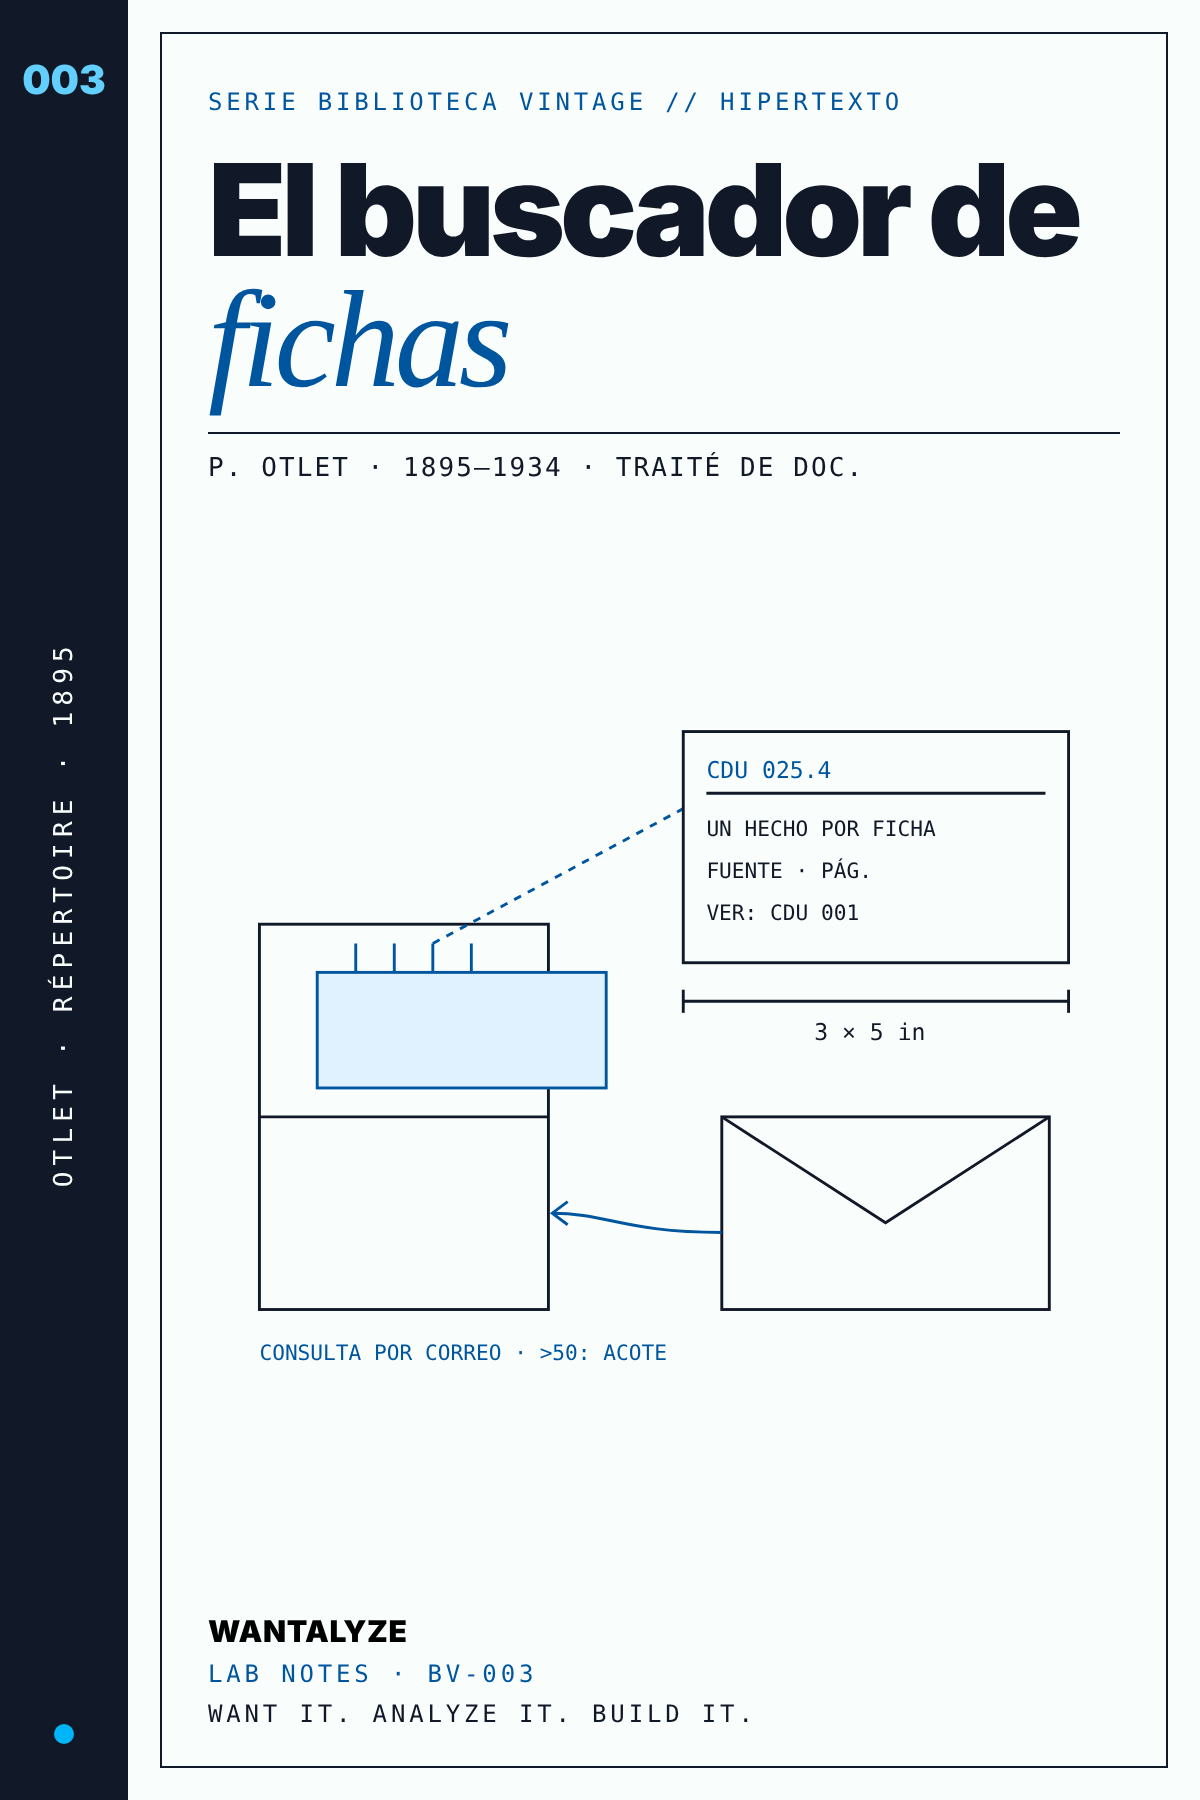 003
SERIE BIBLIOTECA VINTAGE // HIPERTEXTO
El buscador de
fichas
P. OTLET · 1895–1934 · TRAITÉ DE DOC.
OTLET · RÉPERTOIRE · 1895
CDU 025.4
UN HECHO POR FICHA
FUENTE · PÁG.
VER: CDU 001
3 × 5 in
CONSULTA POR CORREO · >50: ACOTE
WANTALYZE
LAB NOTES · BV-003
WANT IT. ANALYZE IT. BUILD IT.